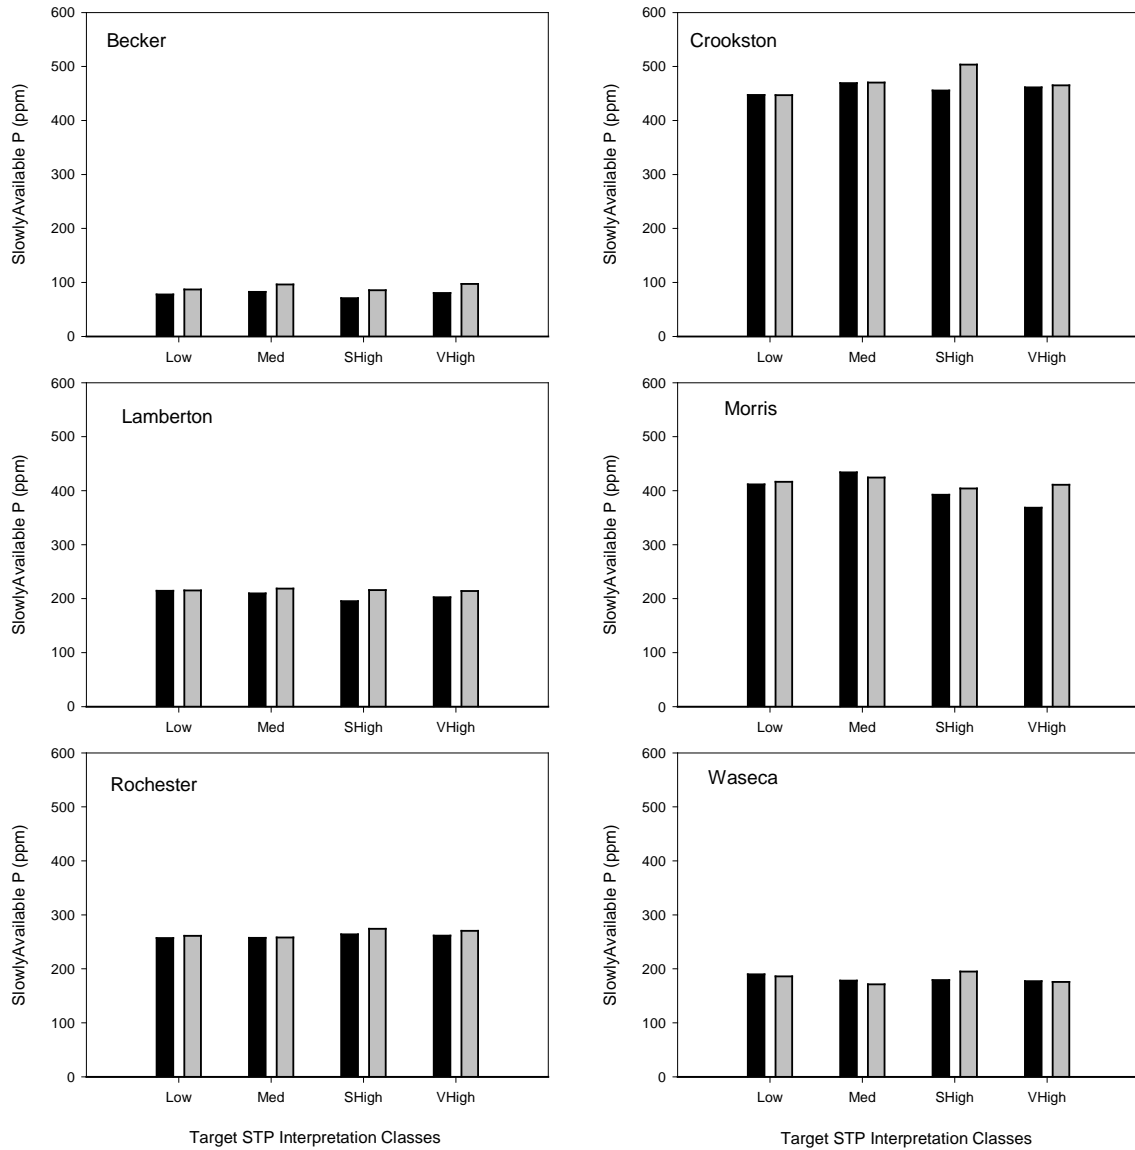 Becker
SlowlyAvailable P (ppm)
600
500
400
300
200
100
0
Low Med SHigh VHigh
Crookston
SlowlyAvailable P (ppm)
600
500
400
300
200
100
0
Low Med SHigh VHigh
Lamberton
SlowlyAvailable P (ppm)
600
500
400
300
200
100
0
Low Med SHigh VHigh
Morris
SlowlyAvailable P (ppm)
600
500
400
300
200
100
0
Low Med SHigh VHigh
Rochester
SlowlyAvailable P (ppm)
600
500
400
300
200
100
0
Low Med SHigh VHigh
Target STP Interpretation Classes
Waseca
SlowlyAvailable P (ppm)
600
500
400
300
200
100
0
Low Med SHigh VHigh
Target STP Interpretation Classes